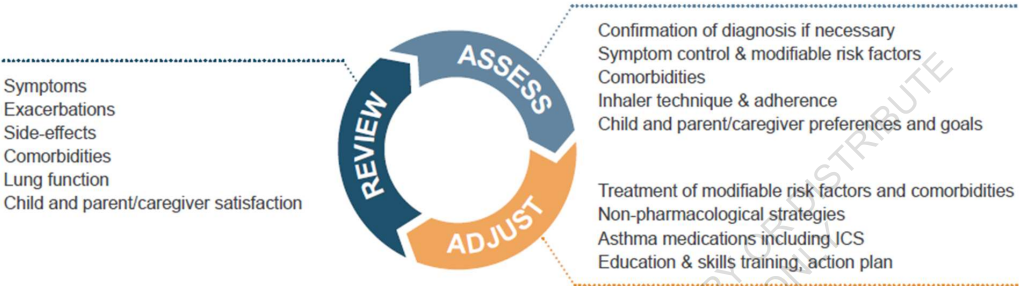 Confirmation of diagnosis if necessary
Symptom control & modifiable risk factors
Comorbidities
Inhaler technique & adherence
Child and parent/caregiver preferences and goals
Symptoms
Exacerbations
Side-effects
Comorbidities
Lung function
Child and parent/caregiver satisfaction
REVIEW
ASSESS
ADJUST
Treatment of modifiable risk factors and comorbidities
Non-pharmacological strategies
Asthma medications including ICS
Education & skills training, action plan
OR DISTRIBUTE